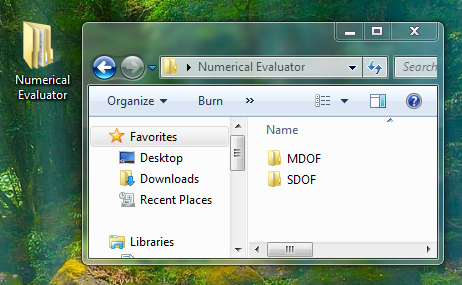 Numerical
Evaluator
Numerical Evaluator
Search
Organize
Burn
»
Favorites
Desktop
Downloads
Recent Places
Libraries
Name
MDOF
SDOF